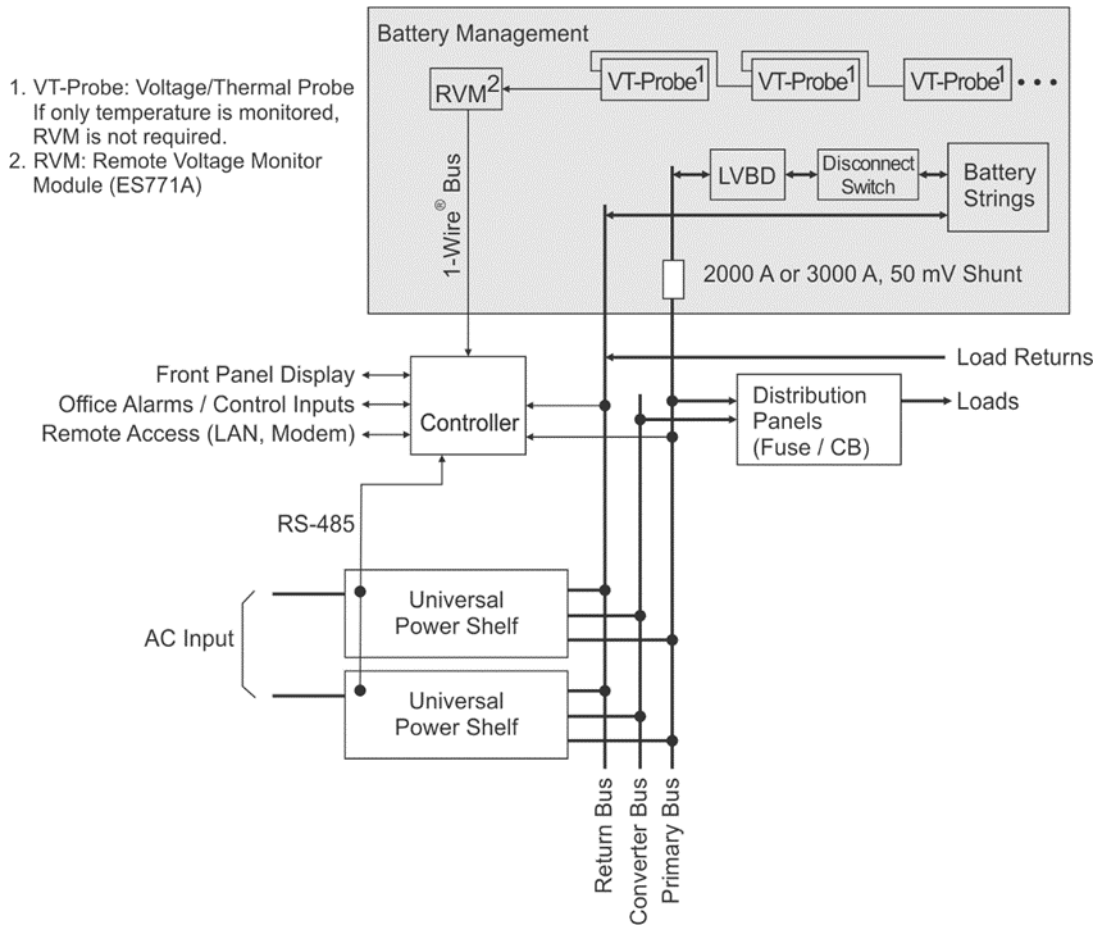 Battery Management
1. VT-Probe: Voltage/Thermal Probe
If only temperature is monitored,
RVM is not required.
2. RVM: Remote Voltage Monitor
Module (ES771A)
RVM²
VT-Probe¹
VT-Probe¹
VT-Probe¹
LVBD
Disconnect
Switch
Battery
Strings
1-Wire® Bus
2000 A or 3000 A, 50 mV Shunt
Load Returns
Front Panel Display
Office Alarms / Control Inputs
Remote Access (LAN, Modem)
Controller
Distribution
Panels
(Fuse / CB)
Loads
RS-485
AC Input
Universal
Power Shelf
Universal
Power Shelf
Return Bus
Converter Bus
Primary Bus